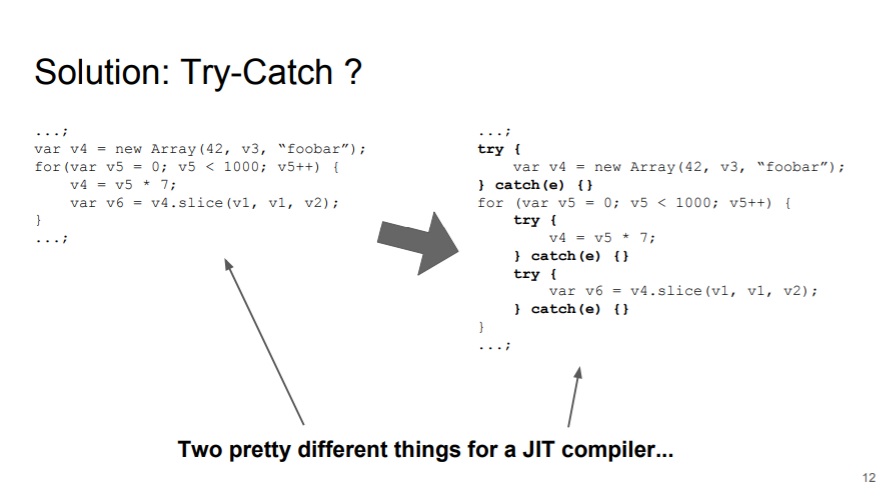 Solution: Try-Catch ?
...;
var v4 = new Array(42, v3, “foobar”);
for(var v5 = 0; v5 < 1000; v5++) {
    v4 = v5 * 7;
    var v6 = v4.slice(v1, v1, v2);
}
...;
...;
try {
    var v4 = new Array(42, v3, “foobar”);
} catch(e) {}
for (var v5 = 0; v5 < 1000; v5++) {
    try {
        v4 = v5 * 7;
    } catch(e) {}
    try {
        var v6 = v4.slice(v1, v1, v2);
    } catch(e) {}
}
...;
Two pretty different things for a JIT compiler...
12